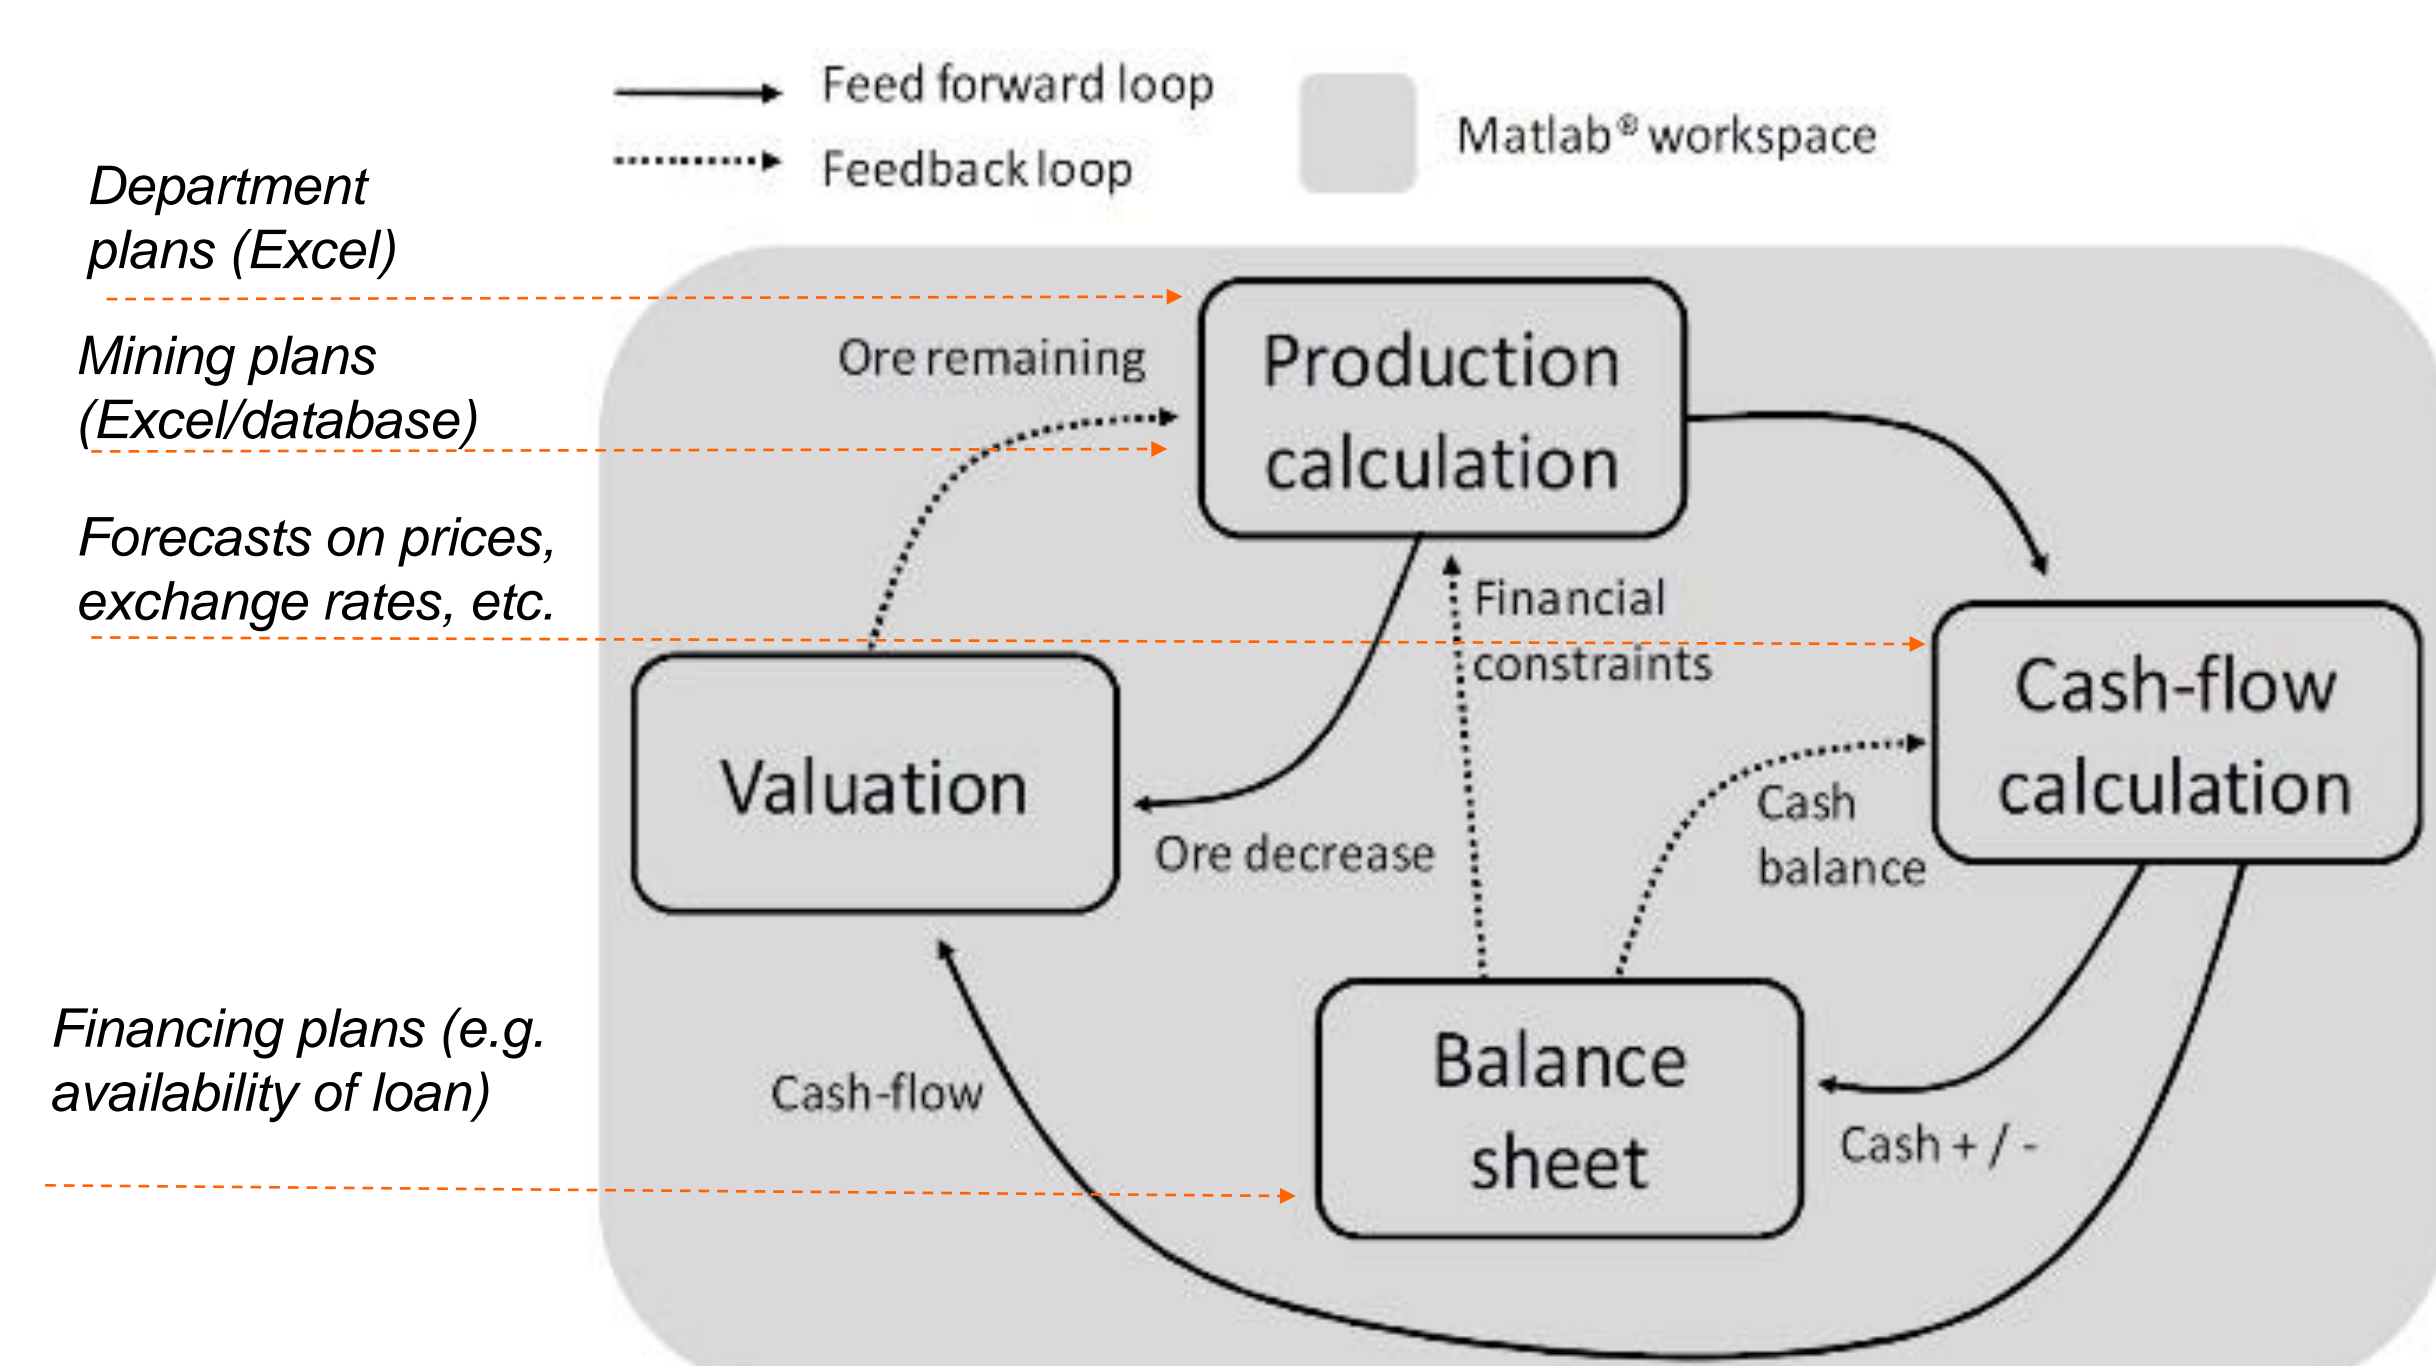 Feed forward loop
Feedback loop
Matlab® workspace
Department
plans (Excel)
Mining plans
(Excel/database)
Forecasts on prices,
exchange rates, etc.
Financing plans (e.g.
availability of loan)
Ore remaining
Production
calculation
Financial
constraints
Cash-flow
calculation
Valuation
Ore decrease
Cash
balance
Balance
sheet
Cash-flow
Cash + / -